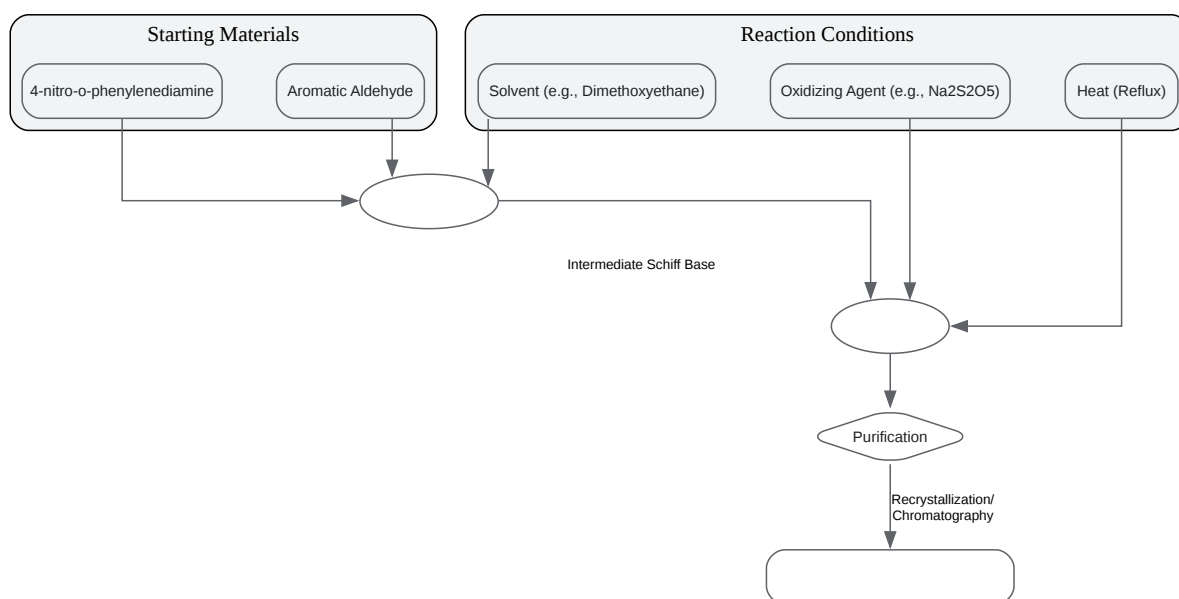 Starting Materials
Reaction Conditions
4-nitro-o-phenylenediamine
Aromatic Aldehyde
Solvent (e.g., Dimethoxyethane)
Oxidizing Agent (e.g., Na2S2O5)
Heat (Reflux)
Intermediate Schiff Base
Purification
Recrystallization/
Chromatography